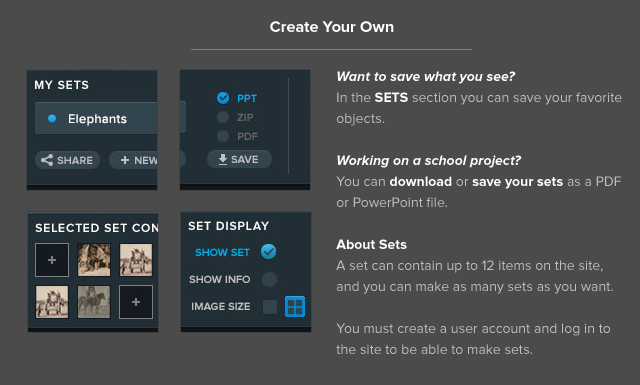 Create Your Own
MY SETS
Elephants
SHARE
+ NEW
PPT
ZIP
PDF
SAVE
SELECTED SET CON
SET DISPLAY
SHOW SET
SHOW INFO
IMAGE SIZE
Want to save what you see?
In the SETS section you can save your favorite
objects.
Working on a school project?
You can download or save your sets as a PDF
or PowerPoint file.
About Sets
A set can contain up to 12 items on the site,
and you can make as many sets as you want.
You must create a user account and log in to
the site to be able to make sets.